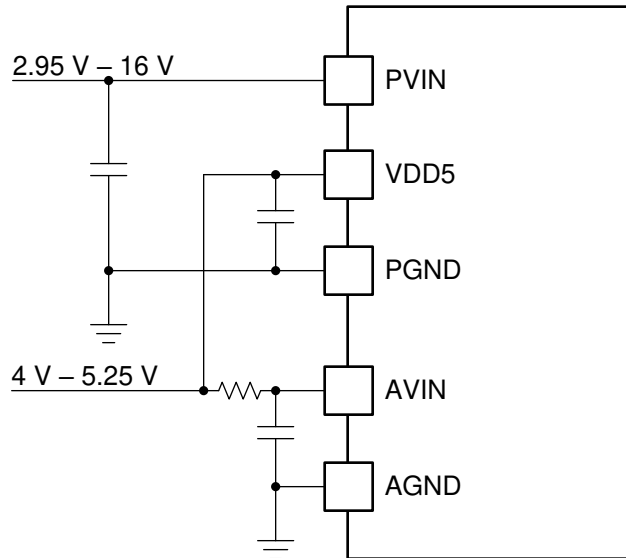 2.95 V – 16 V
PVIN
VDD5
PGND
4 V – 5.25 V
AVIN
AGND